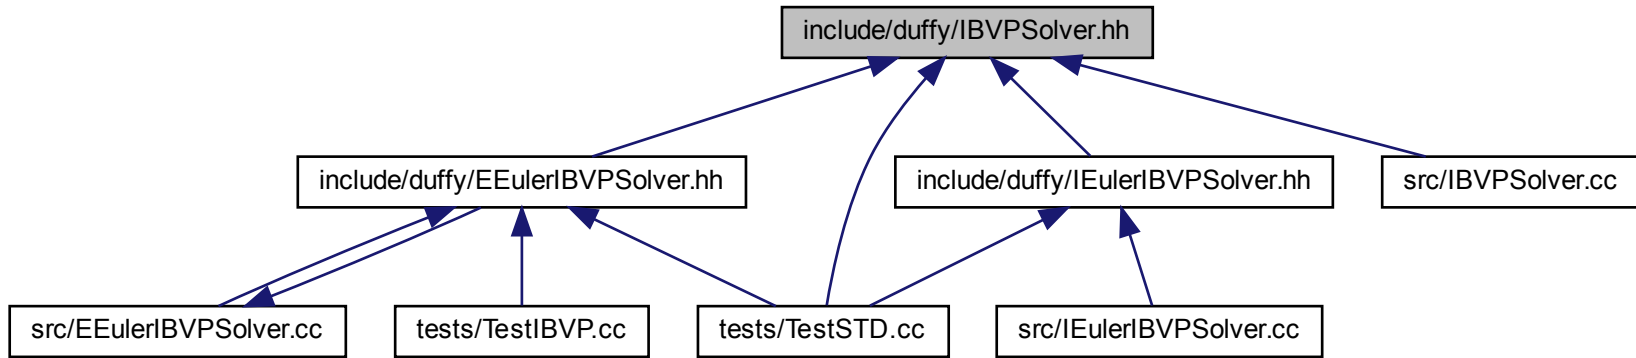 include/duffy/IBVPSolver.hh
include/duffy/EEulerIBVPSolver.hh
include/duffy/IEulerIBVPSolver.hh
src/IBVPSolver.cc
src/EEulerIBVPSolver.cc
tests/TestIBVP.cc
tests/TestSTD.cc
src/IEulerIBVPSolver.cc